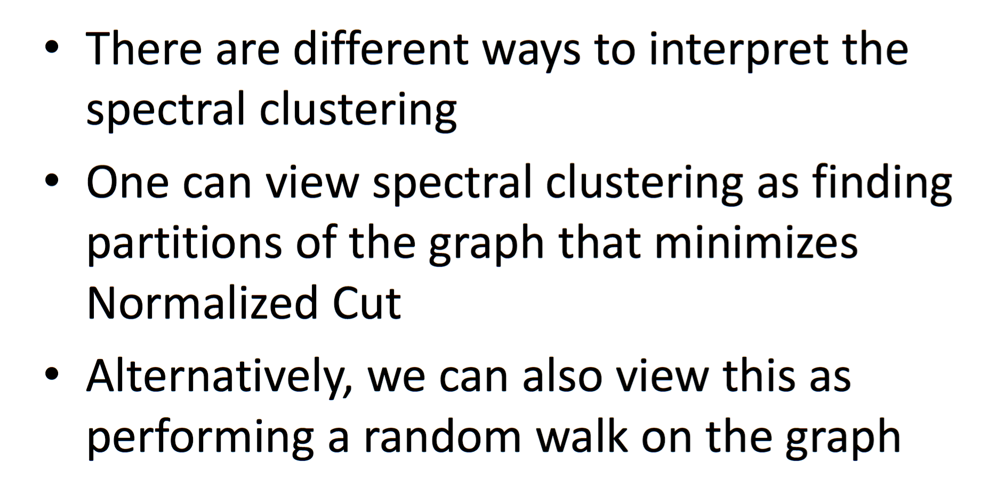 • There are different ways to interpret the
spectral clustering
• One can view spectral clustering as finding
partitions of the graph that minimizes
Normalized Cut
• Alternatively, we can also view this as
performing a random walk on the graph